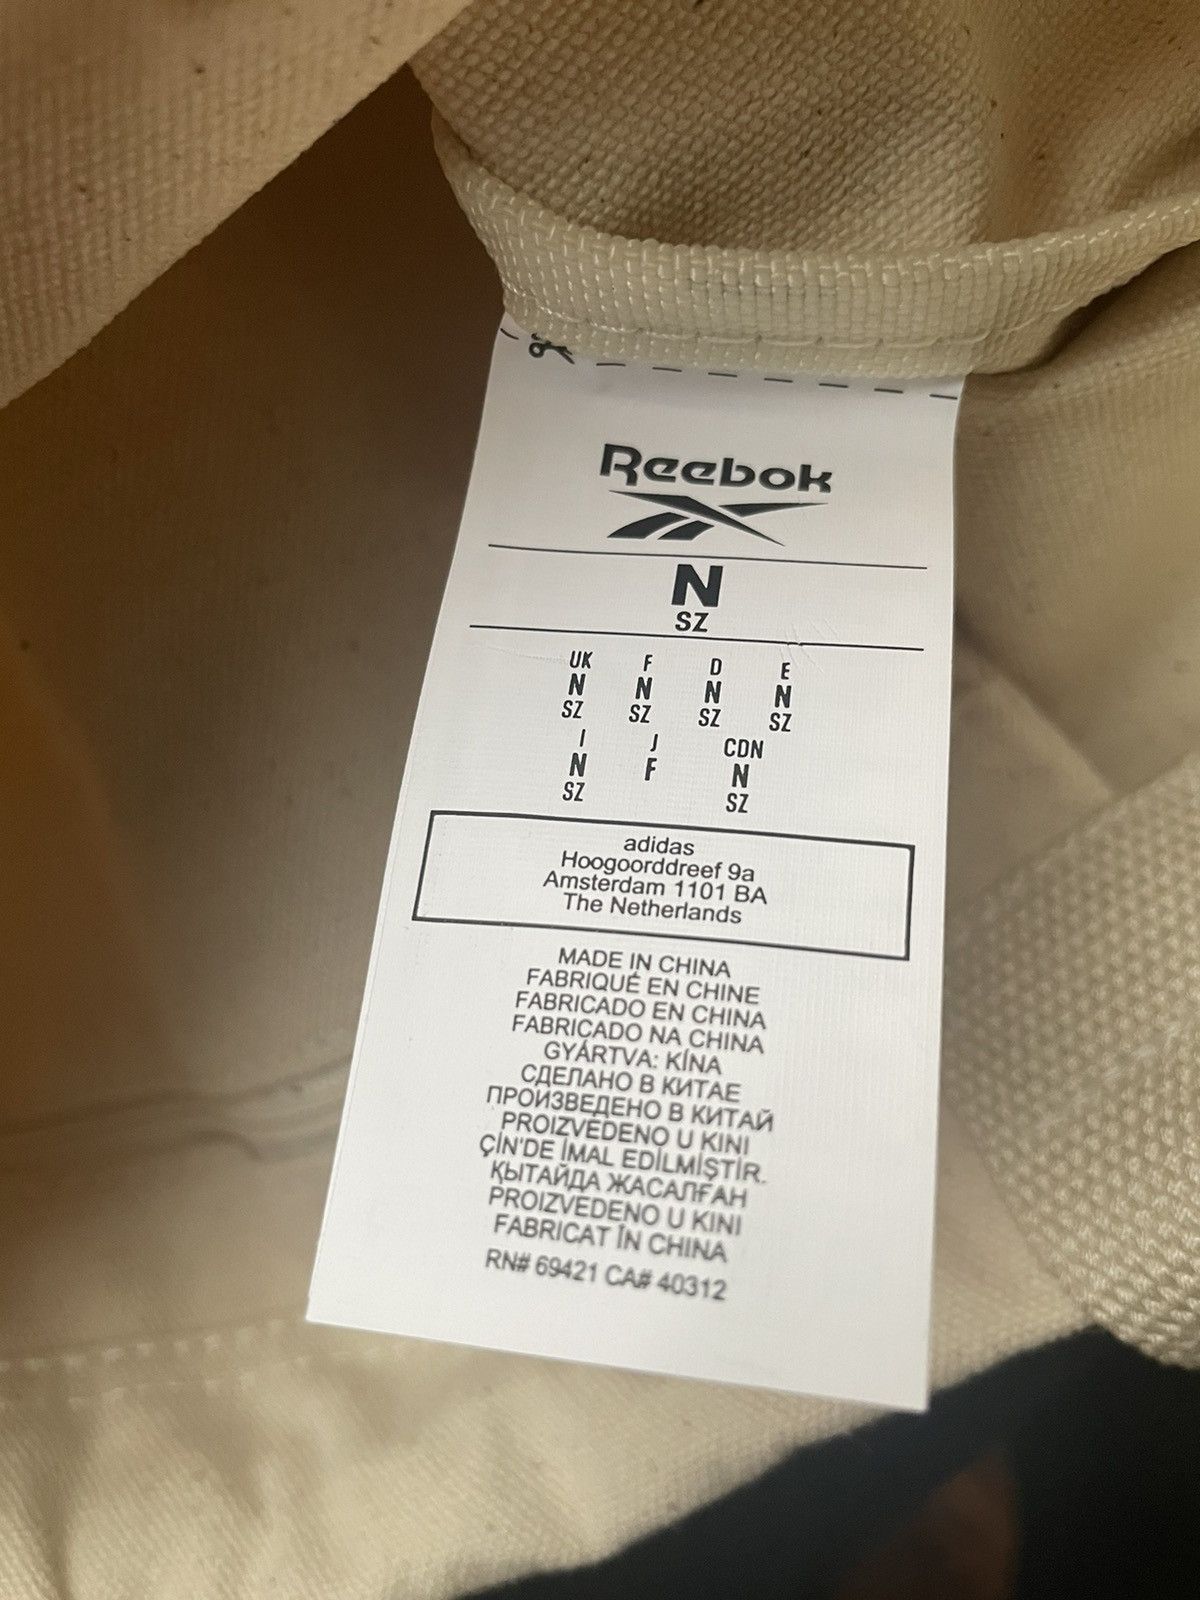 Reebok
N
SZ
UK F D E
N N N N
SZ SZ SZ SZ
I J CDN
N F N
SZ SZ
adidas
Hoogoorddreef 9a
Amsterdam 1101 BA
The Netherlands
MADE IN CHINA
FABRIQUÉ EN CHINE
FABRICADO EN CHINA
FABRICADO NA CHINA
GYÁRTVA: KÍNA
СДЕЛАНО В КИТАЕ
ПРОИЗВЕДЕНО В КИТАЙ
PROIZVEDENO U KINI
ÇİN'DE İMAL EDİLMİŞTİR.
ҚЫТАЙДА ЖАСАЛҒАН
PROIZVEDENO U KINI
FABRICAT ÎN CHINA
RN# 69421 CA# 40312